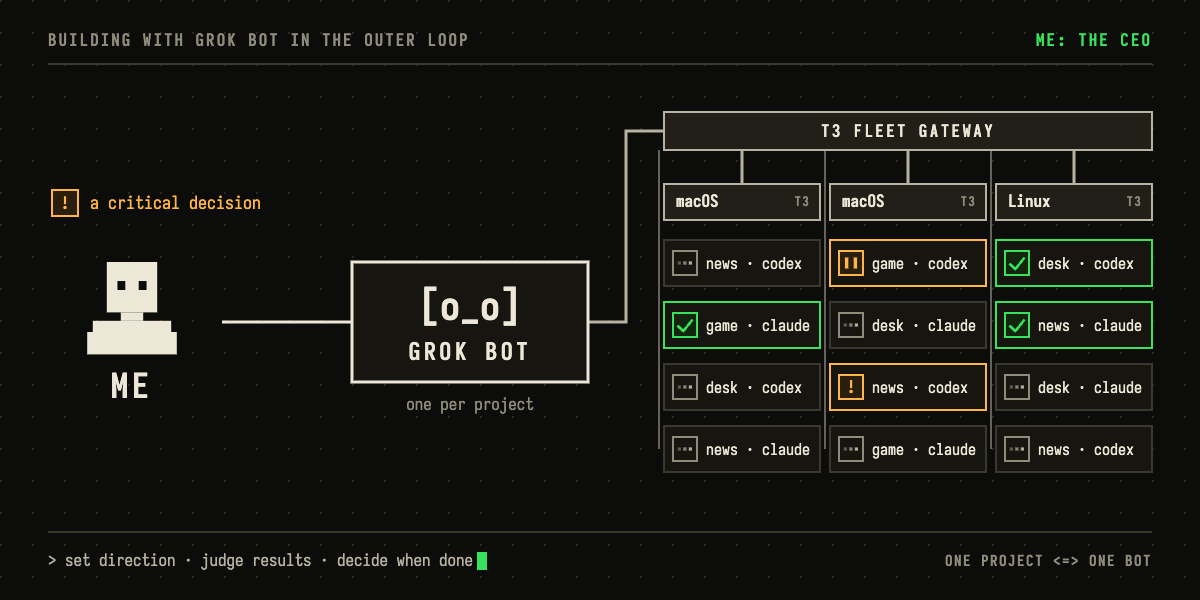 BUILDING WITH GROK BOT IN THE OUTER LOOP
ME: THE CEO
! a critical decision
ME
[o_o]
GROK BOT
one per project
T3 FLEET GATEWAY
macOS T3
news · codex
game · claude
desk · codex
news · claude
macOS T3
game · codex
desk · claude
! news · codex
game · claude
Linux T3
desk · codex
news · claude
desk · claude
news · codex
> set direction · judge results · decide when done
ONE PROJECT <=> ONE BOT